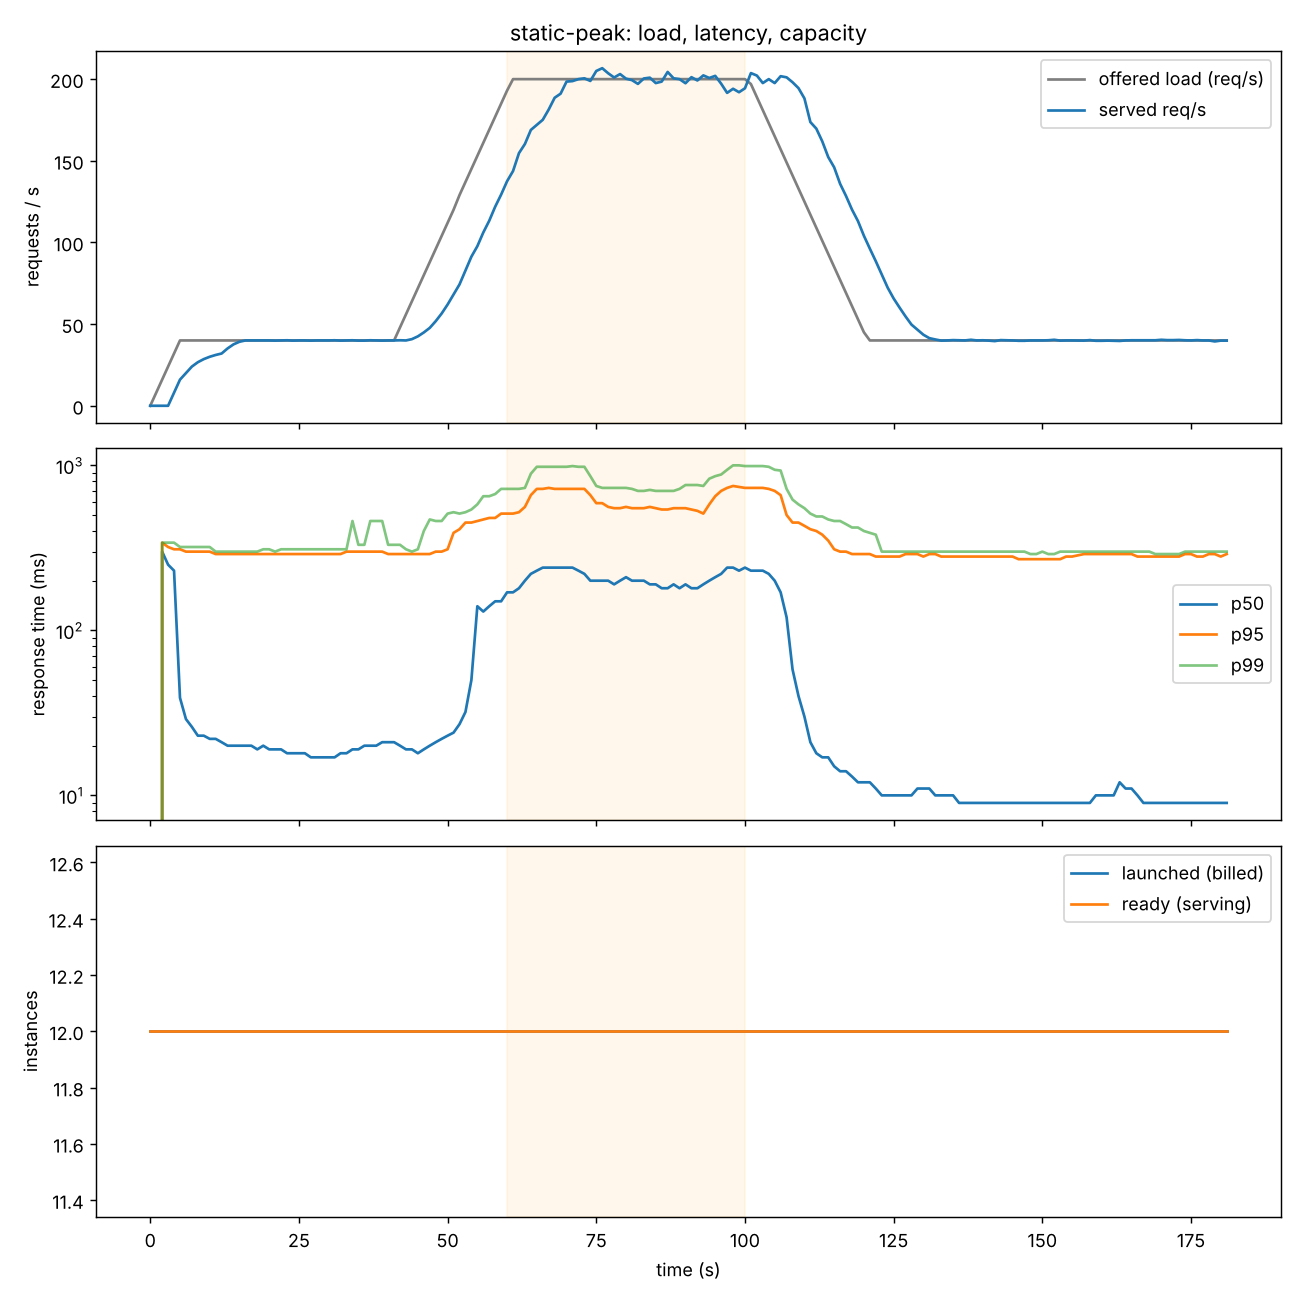 static-peak: load, latency, capacity
offered load (req/s)
served req/s
requests / s
200
150
100
50
0
p50
p95
p99
response time (ms)
10³
10²
10¹
launched (billed)
ready (serving)
instances
12.6
12.4
12.2
12.0
11.8
11.6
11.4
0 25 50 75 100 125 150 175
time (s)